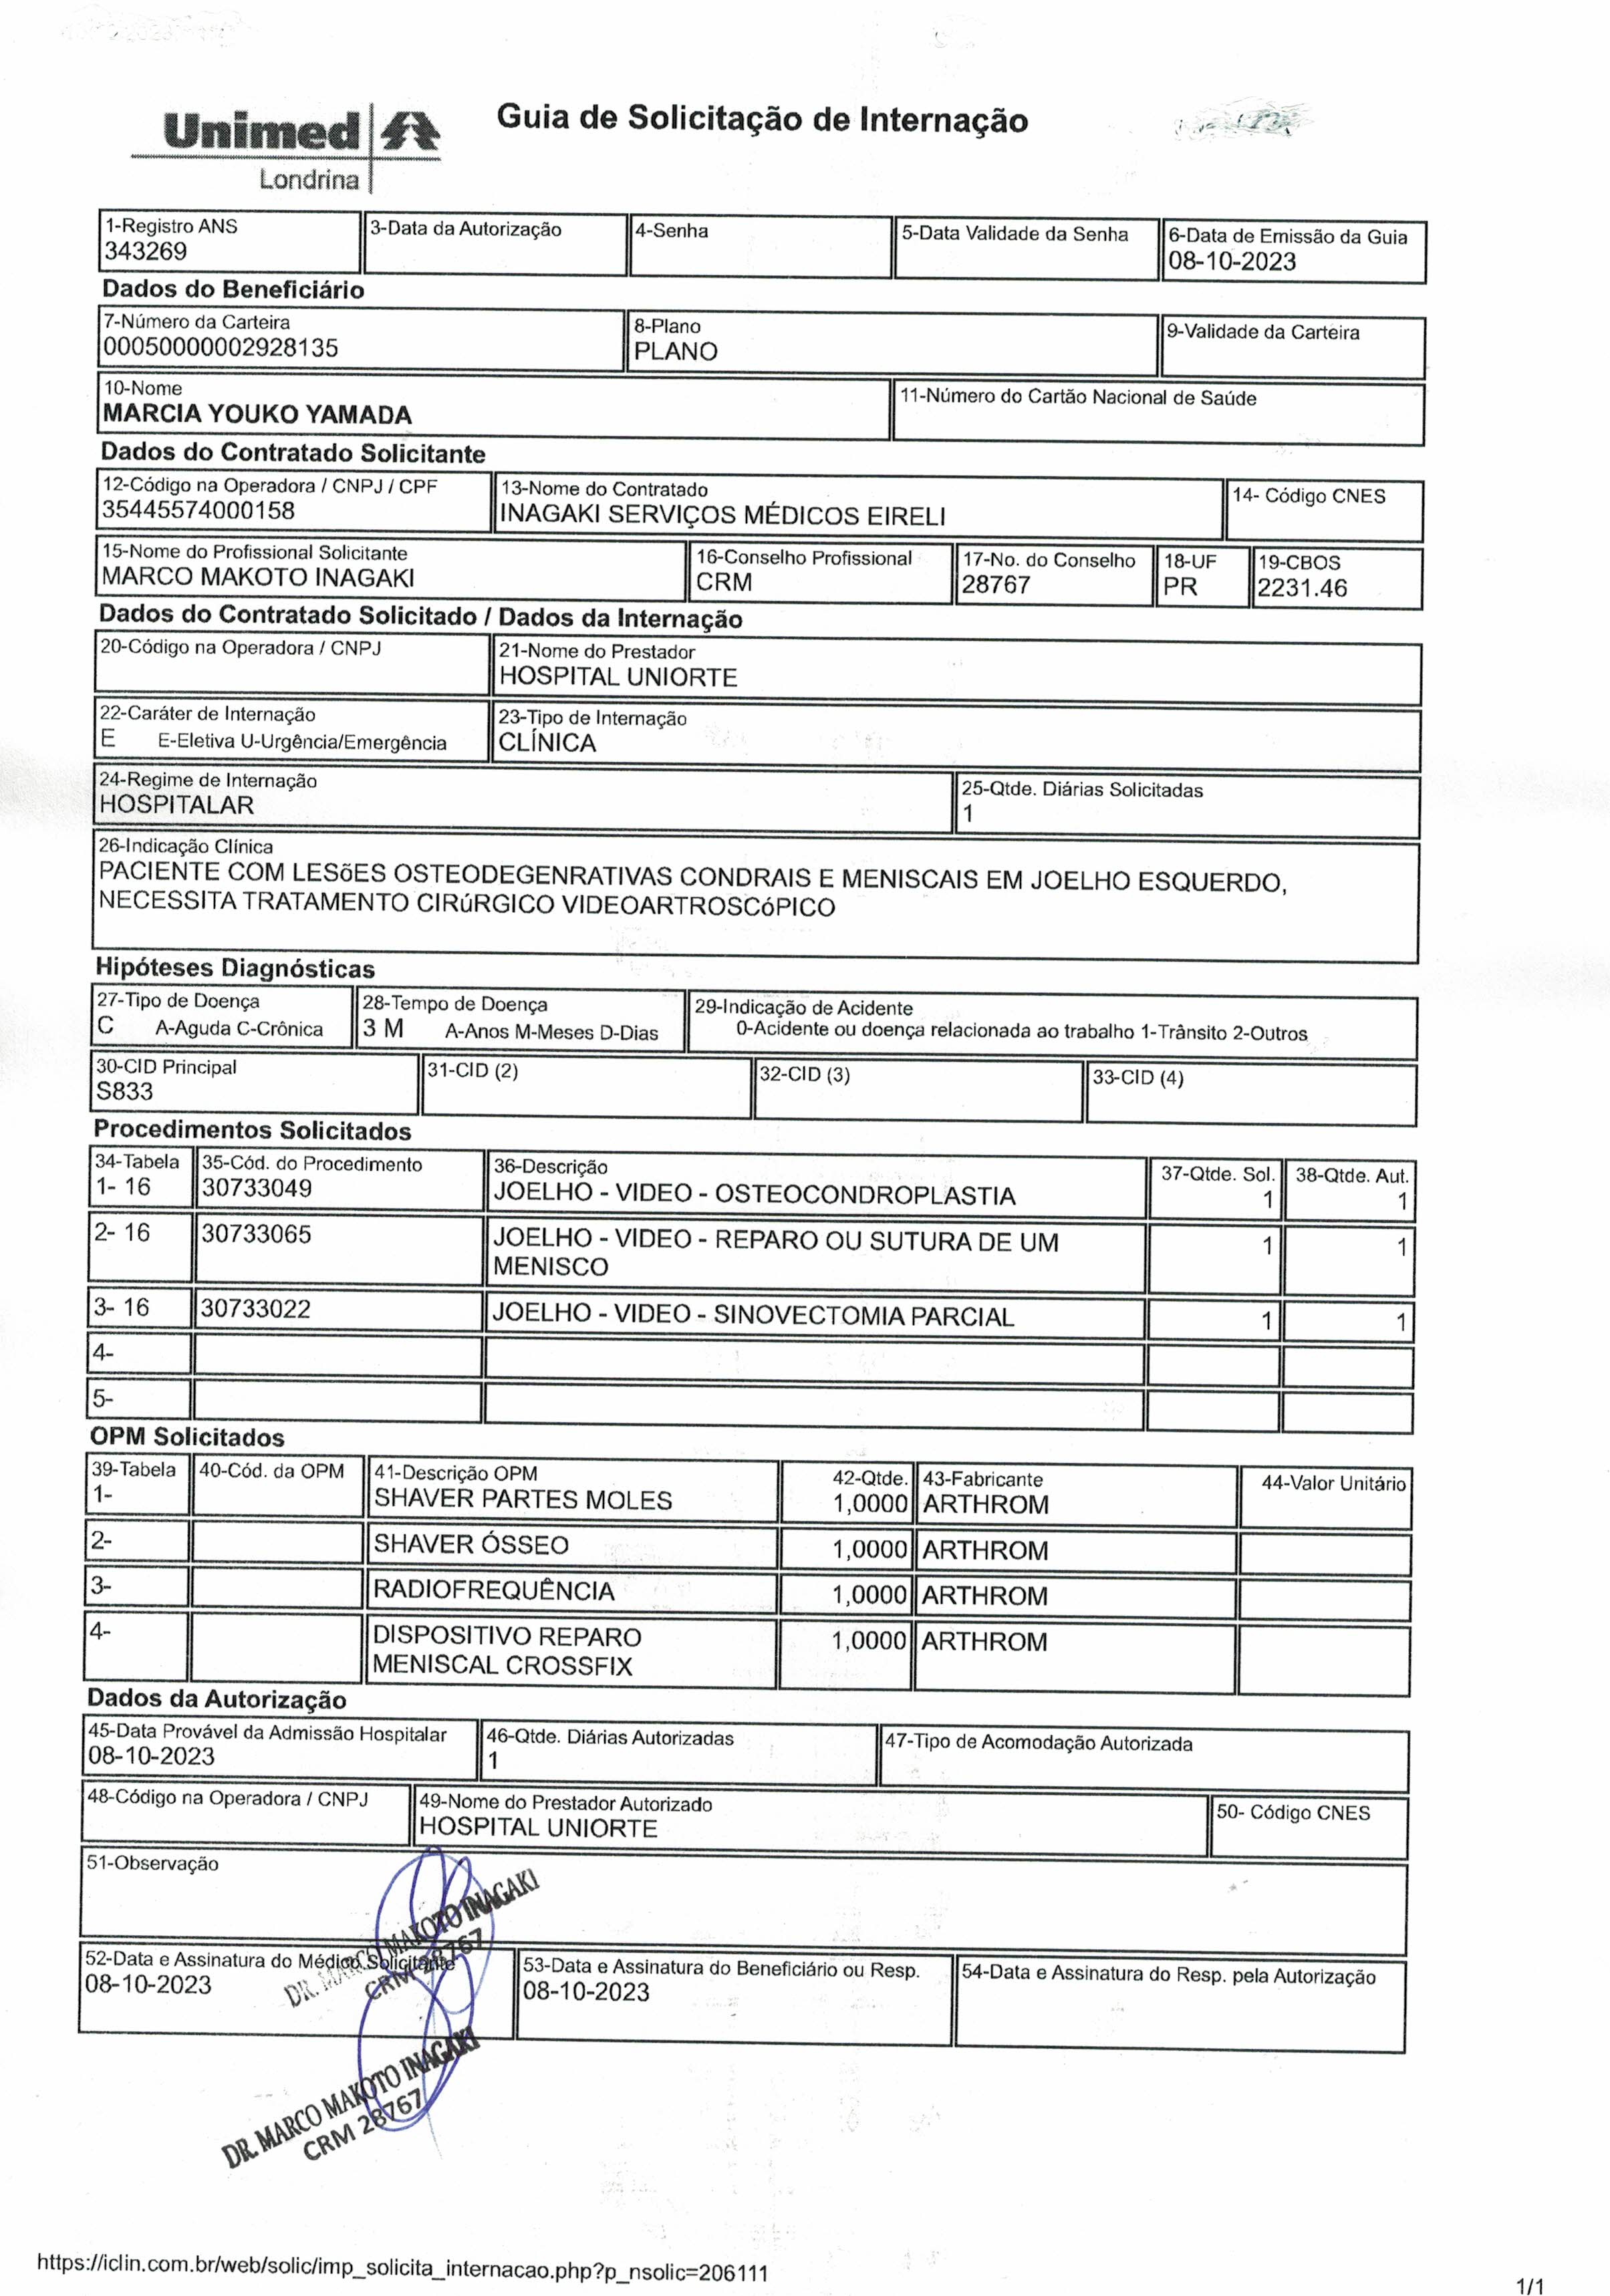 Unimed
Londrina
Guia de Solicitação de Internação
1-Registro ANS
343269
3-Data da Autorização
4-Senha
5-Data Validade da Senha
6-Data de Emissão da Guia
08-10-2023
Dados do Beneficiário
7-Número da Carteira
00050000002928135
8-Plano
PLANO
9-Validade da Carteira
10-Nome
MARCIA YOUKO YAMADA
11-Número do Cartão Nacional de Saúde
Dados do Contratado Solicitante
12-Código na Operadora / CNPJ / CPF
35445574000158
13-Nome do Contratado
INAGAKI SERVIÇOS MÉDICOS EIRELI
14- Código CNES
15-Nome do Profissional Solicitante
MARCO MAKOTO INAGAKI
16-Conselho Profissional
CRM
17-No. do Conselho
28767
18-UF
PR
19-CBOS
2231.46
Dados do Contratado Solicitado / Dados da Internação
20-Código na Operadora / CNPJ
21-Nome do Prestador
HOSPITAL UNIORTE
22-Caráter de Internação
E E-Eletiva U-Urgência/Emergência
23-Tipo de Internação
CLÍNICA
24-Regime de Internação
HOSPITALAR
25-Qtde. Diárias Solicitadas
1
26-Indicação Clínica
PACIENTE COM LESõES OSTEODEGENRATIVAS CONDRAIS E MENISCAIS EM JOELHO ESQUERDO,
NECESSITA TRATAMENTO CIRúRGICO VIDEOARTROSCóPICO
Hipóteses Diagnósticas
27-Tipo de Doença
C A-Aguda C-Crônica
28-Tempo de Doença
3 M A-Anos M-Meses D-Dias
29-Indicação de Acidente
0-Acidente ou doença relacionada ao trabalho 1-Trânsito 2-Outros
30-CID Principal
S833
31-CID (2)
32-CID (3)
33-CID (4)
Procedimentos Solicitados
34-Tabela 35-Cód. do Procedimento 36-Descrição 37-Qtde. Sol. 38-Qtde. Aut.
1- 16 30733049 JOELHO - VIDEO - OSTEOCONDROPLASTIA 1 1
2- 16 30733065 JOELHO - VIDEO - REPARO OU SUTURA DE UM 1 1
MENISCO
3- 16 30733022 JOELHO - VIDEO - SINOVECTOMIA PARCIAL 1 1
4-
5-
OPM Solicitados
39-Tabela 40-Cód. da OPM 41-Descrição OPM 42-Qtde. 43-Fabricante 44-Valor Unitário
1- SHAVER PARTES MOLES 1,0000 ARTHROM
2- SHAVER ÓSSEO 1,0000 ARTHROM
3- RADIOFREQUÊNCIA 1,0000 ARTHROM
4- DISPOSITIVO REPARO 1,0000 ARTHROM
MENISCAL CROSSFIX
Dados da Autorização
45-Data Provável da Admissão Hospitalar
08-10-2023
46-Qtde. Diárias Autorizadas
1
47-Tipo de Acomodação Autorizada
48-Código na Operadora / CNPJ
49-Nome do Prestador Autorizado
HOSPITAL UNIORTE
50- Código CNES
51-Observação
DR. MARCO MAKOTO INAGAKI
CRM 28767
52-Data e Assinatura do Médico Solicitante
08-10-2023
53-Data e Assinatura do Beneficiário ou Resp.
08-10-2023
54-Data e Assinatura do Resp. pela Autorização
DR. MARCO MAKOTO INAGAKI
CRM 28767
https://iclin.com.br/web/solic/imp_solicita_internacao.php?p_nsolic=206111
1/1